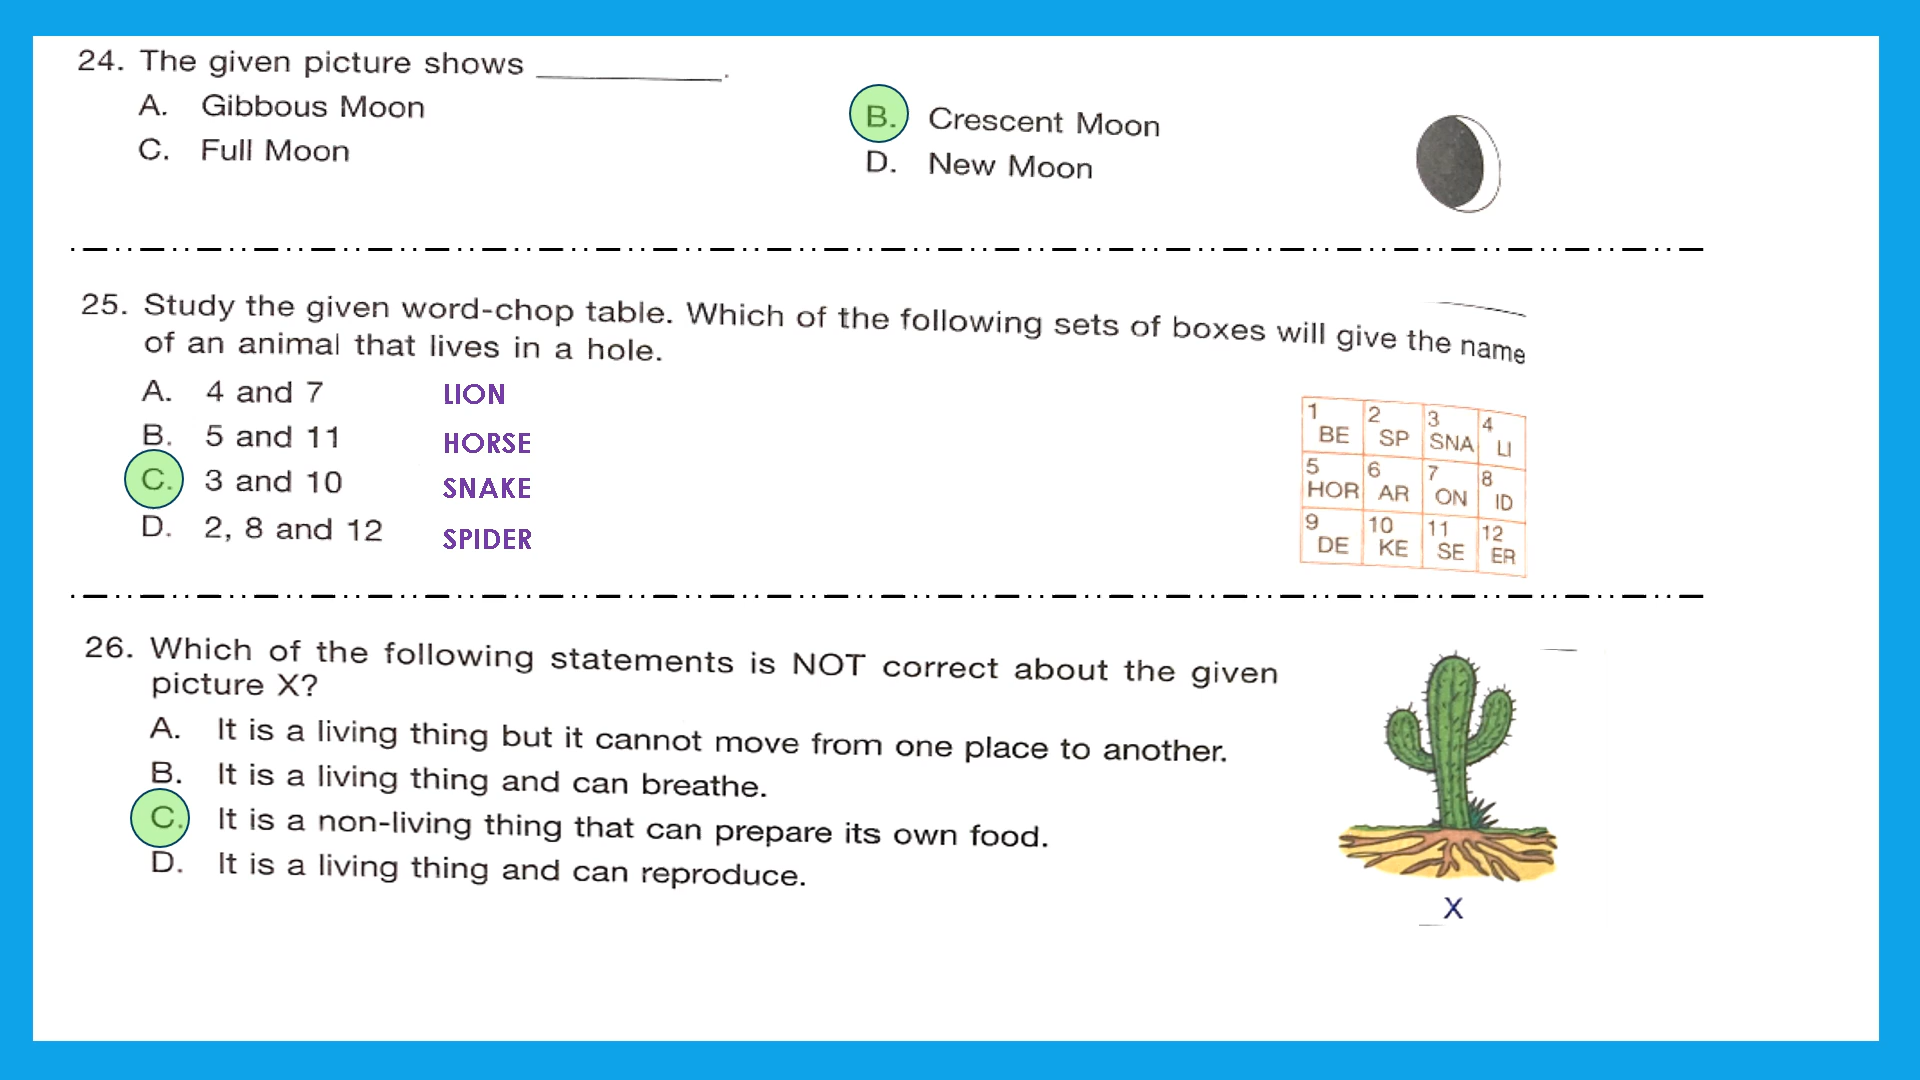 24. The given picture shows ____________.
A. Gibbous Moon
B. Crescent Moon
C. Full Moon
D. New Moon
25. Study the given word-chop table. Which of the following sets of boxes will give the name
of an animal that lives in a hole.
A. 4 and 7 LION
B. 5 and 11 HORSE
C. 3 and 10 SNAKE
D. 2, 8 and 12 SPIDER
1 2 3 4
BE SP SNA LI
5 6 7 8
HOR AR ON ID
9 10 11 12
DE KE SE ER
26. Which of the following statements is NOT correct about the given
picture X?
A. It is a living thing but it cannot move from one place to another.
B. It is a living thing and can breathe.
C. It is a non-living thing that can prepare its own food.
D. It is a living thing and can reproduce.
X